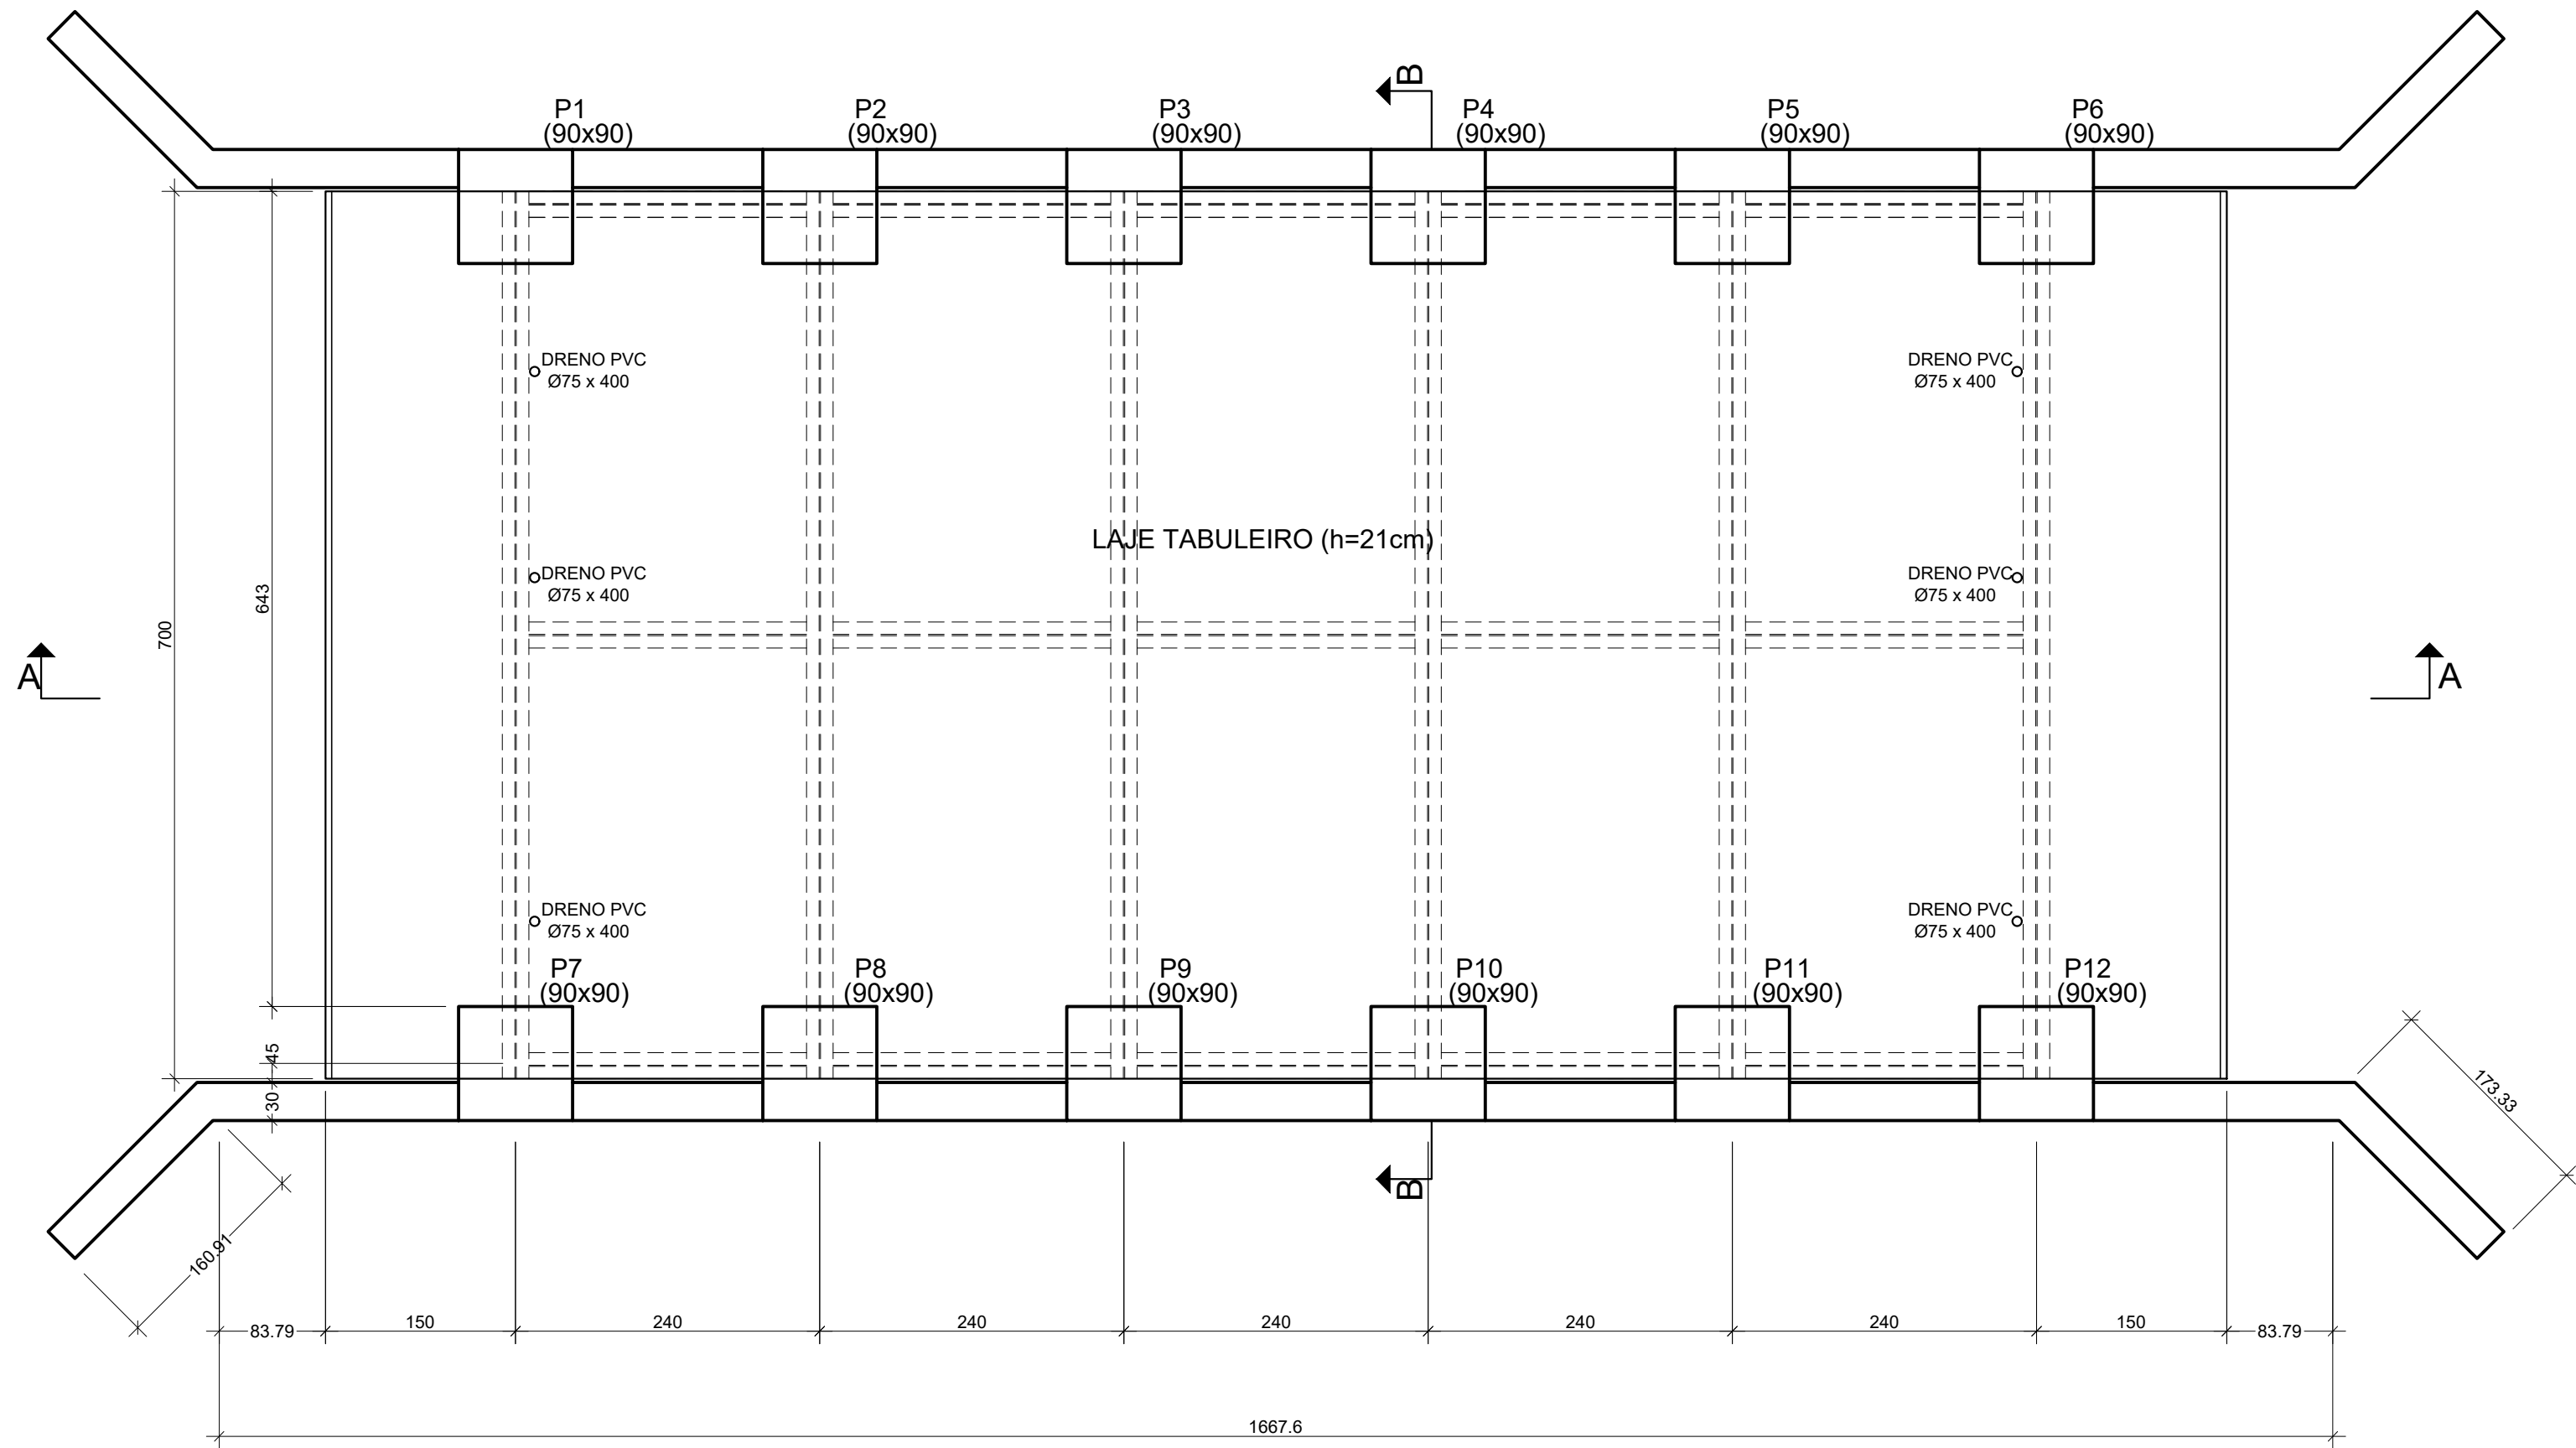 B
P1
(90x90)
P2
(90x90)
P3
(90x90)
P4
(90x90)
P5
(90x90)
P6
(90x90)
DRENO PVC
Ø75 x 400
DRENO PVC
Ø75 x 400
LAJE TABULEIRO (h=21cm)
DRENO PVC
Ø75 x 400
DRENO PVC
Ø75 x 400
643
700
A
A
DRENO PVC
Ø75 x 400
DRENO PVC
Ø75 x 400
P7
(90x90)
P8
(90x90)
P9
(90x90)
P10
(90x90)
P11
(90x90)
P12
(90x90)
45
30
173.33
B
160.91
83.79
150
240
240
240
240
240
150
83.79
1667.6